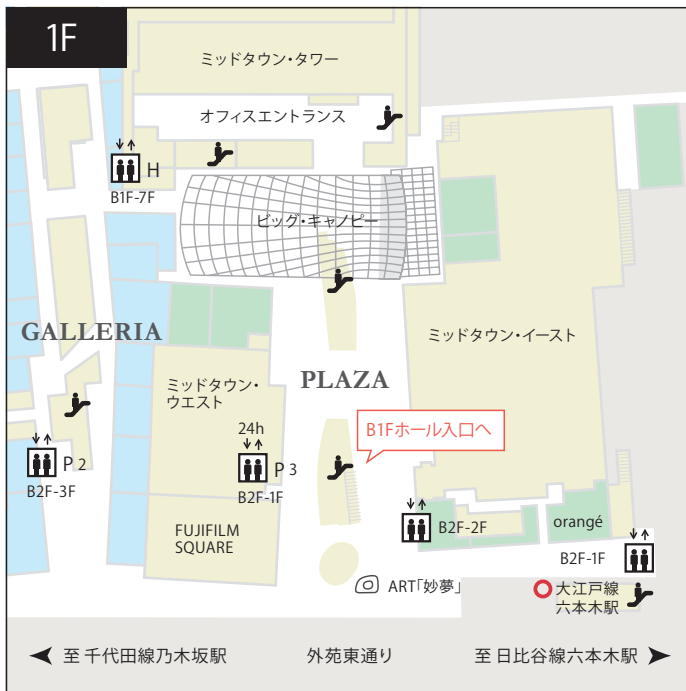 1F
ミッドタウン・タワー
オフィスエントランス
H
B1F-7F
ビッグ・キャノピー
GALLERIA
ミッドタウン・イースト
PLAZA
ミッドタウン・
ウエスト
B1Fホール入口へ
24h
P 2
P 3
B2F-3F
B2F-1F
B2F-2F
orangé
FUJIFILM
SQUARE
B2F-1F
ART「妙夢」
大江戸線
六本木駅
至 千代田線乃木坂駅
外苑東通り
至 日比谷線六本木駅